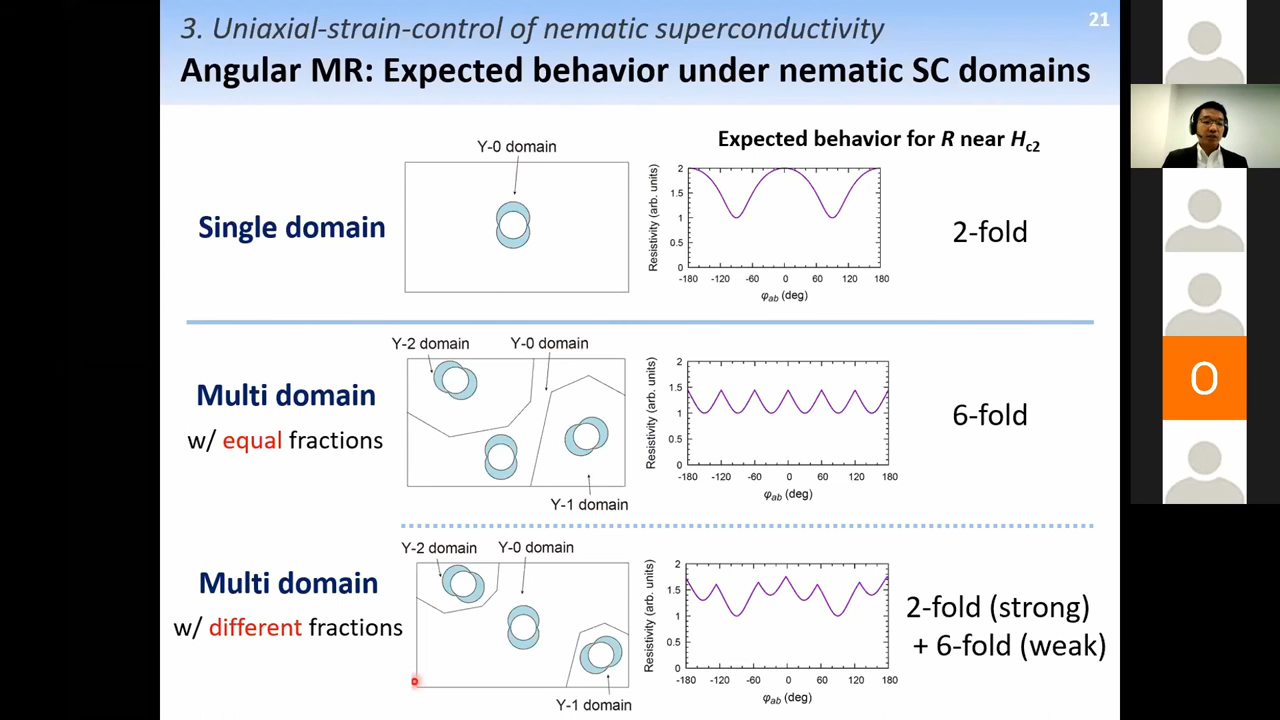 3. Uniaxial-strain-control of nematic superconductivity
21
Angular MR: Expected behavior under nematic SC domains
Expected behavior for R near Hc2
Single domain
Y-0 domain
Resistivity (arb. units)
2
1.5
1
0.5
0
-180 -120 -60 0 60 120 180
φab (deg)
2-fold
Multi domain
w/ equal fractions
Y-2 domain
Y-0 domain
Y-1 domain
Resistivity (arb. units)
2
1.5
1
0.5
0
-180 -120 -60 0 60 120 180
φab (deg)
6-fold
Multi domain
w/ different fractions
Y-2 domain
Y-0 domain
Y-1 domain
Resistivity (arb. units)
2
1.5
1
0.5
0
-180 -120 -60 0 60 120 180
φab (deg)
2-fold (strong)
+ 6-fold (weak)
O